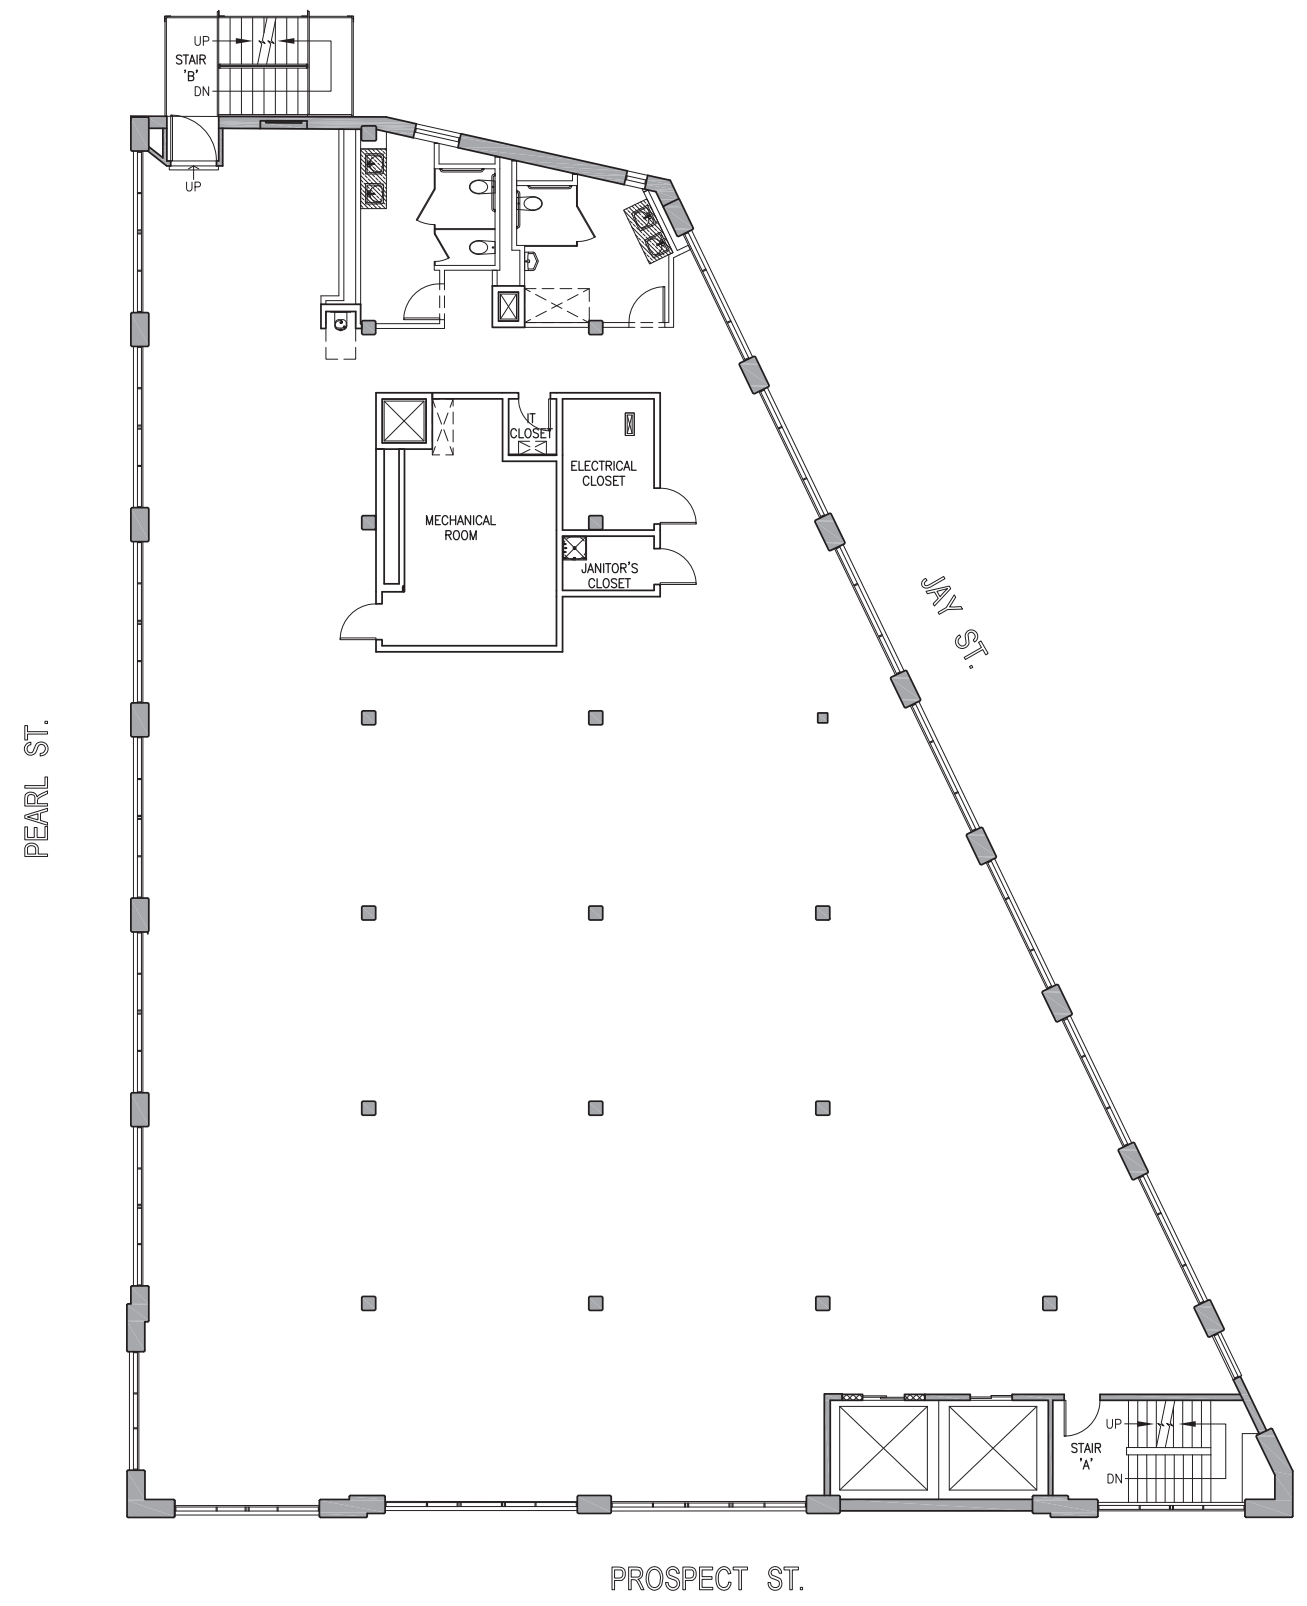 UP
STAIR
'B'
DN
UP
IT
CLOSET
ELECTRICAL
CLOSET
MECHANICAL
ROOM
JANITOR'S
CLOSET
JAY ST.
PEARL ST.
UP
STAIR
'A'
DN
PROSPECT ST.